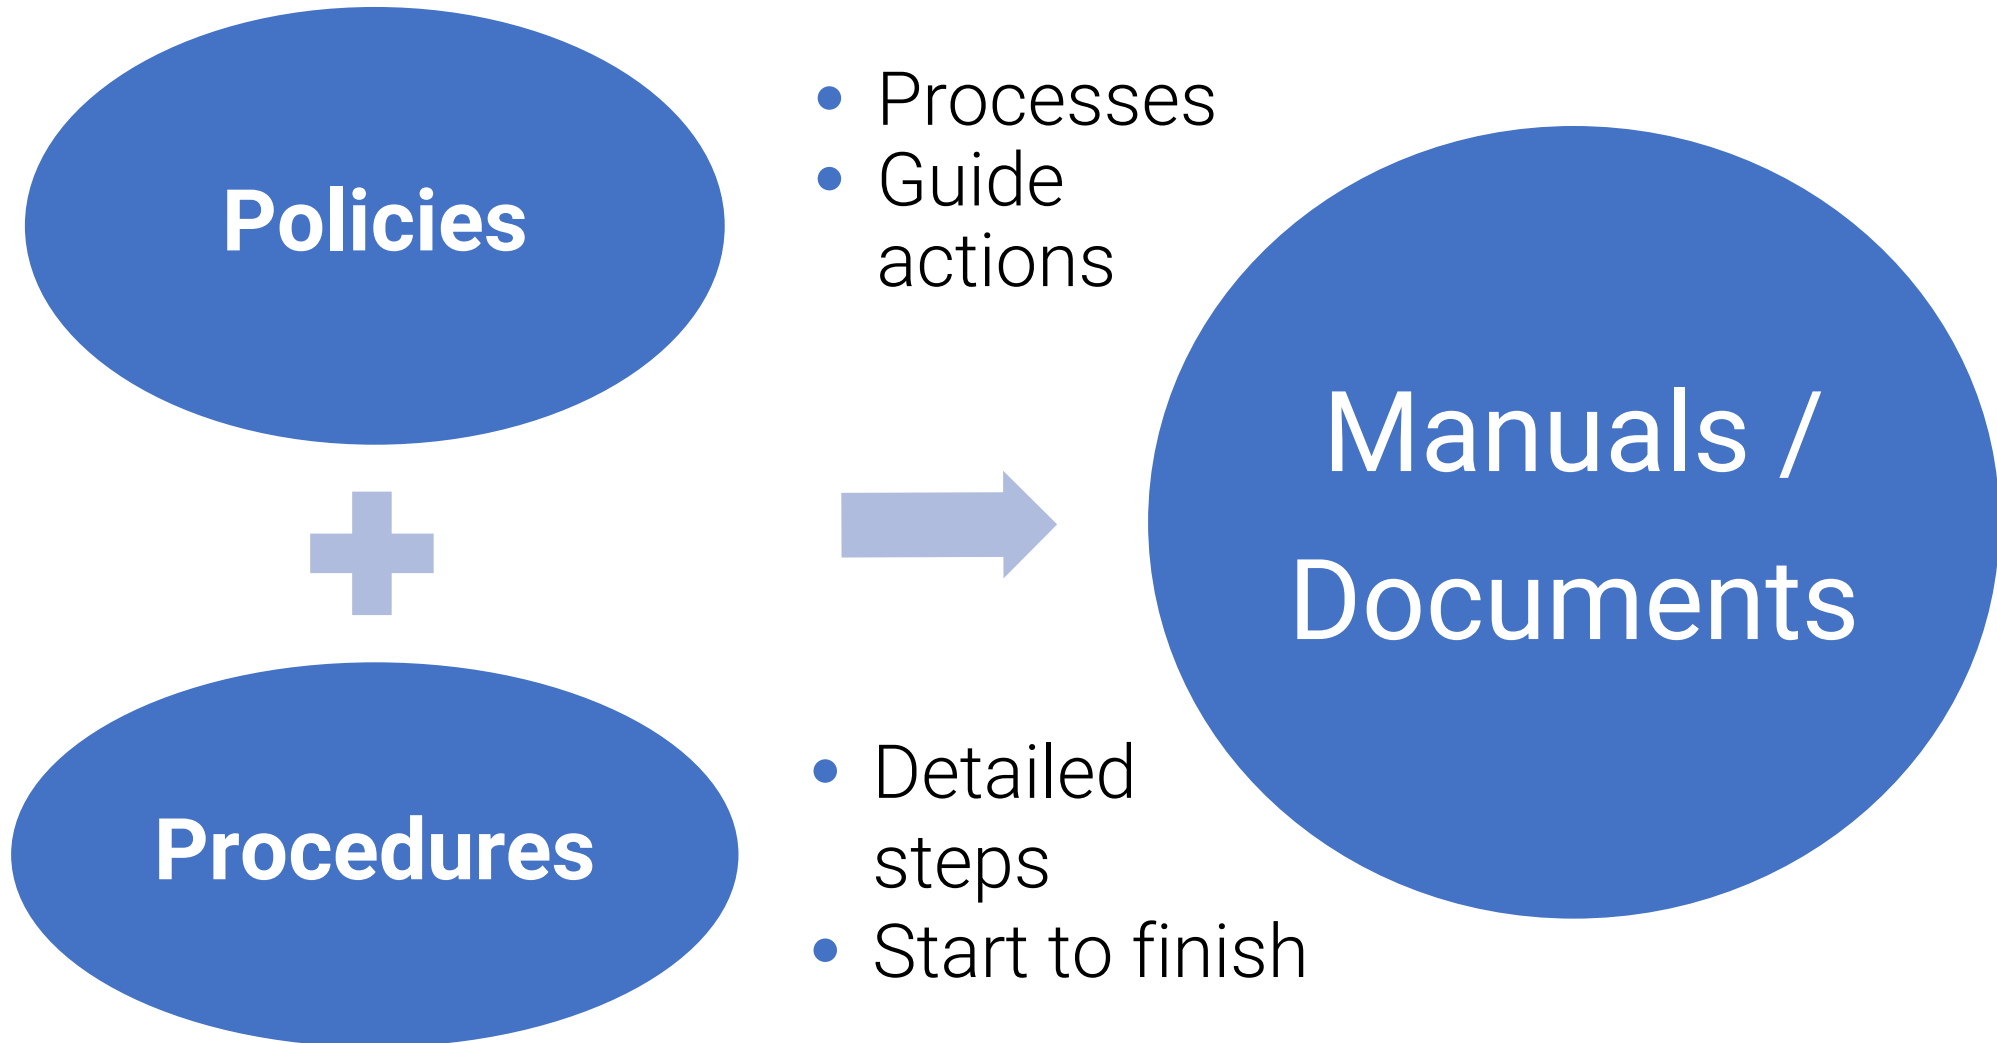 Policies
• Processes
• Guide
actions
Manuals /
Documents
Procedures
• Detailed
steps
• Start to finish